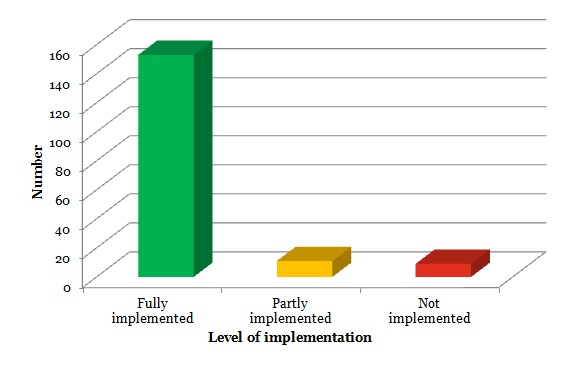 160
140
120
100
80
60
40
20
0
Number
Fully
implemented
Partly
implemented
Not
implemented
Level of implementation